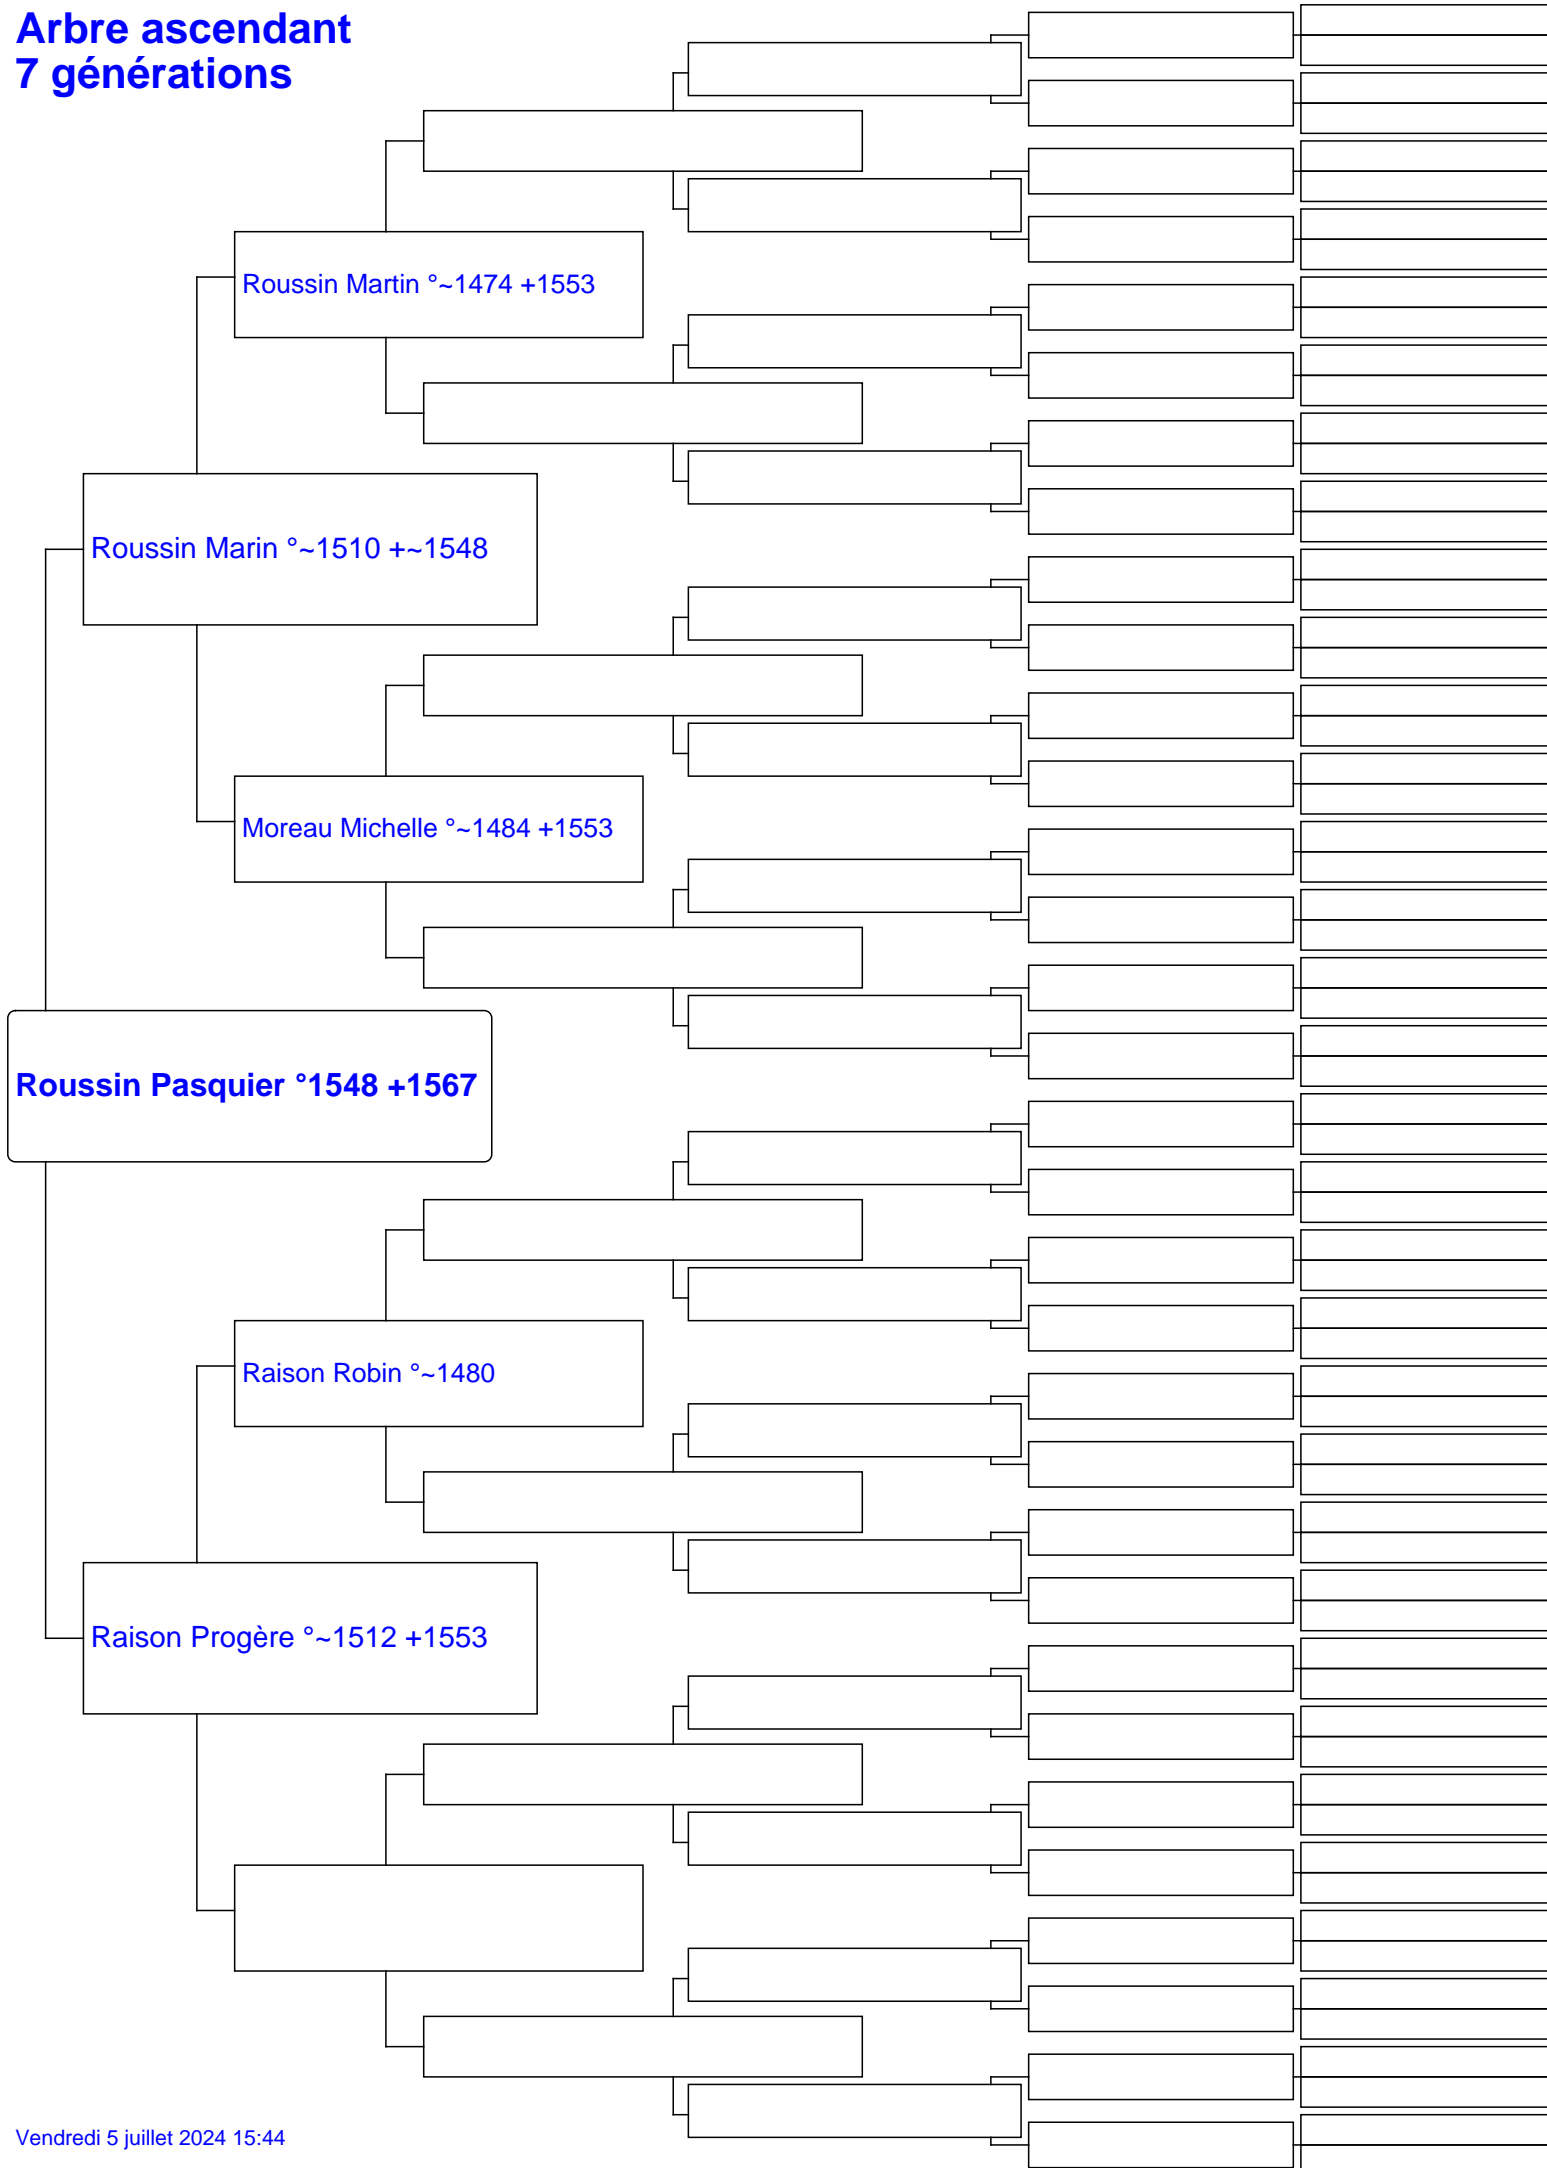 Arbre ascendant
7 générations
Roussin Martin °~1474 +1553
Roussin Marin °~1510 +~1548
Moreau Michelle °~1484 +1553
Roussin Pasquier °1548 +1567
Raison Robin °~1480
Raison Progère °~1512 +1553
Vendredi 5 juillet 2024 15:44